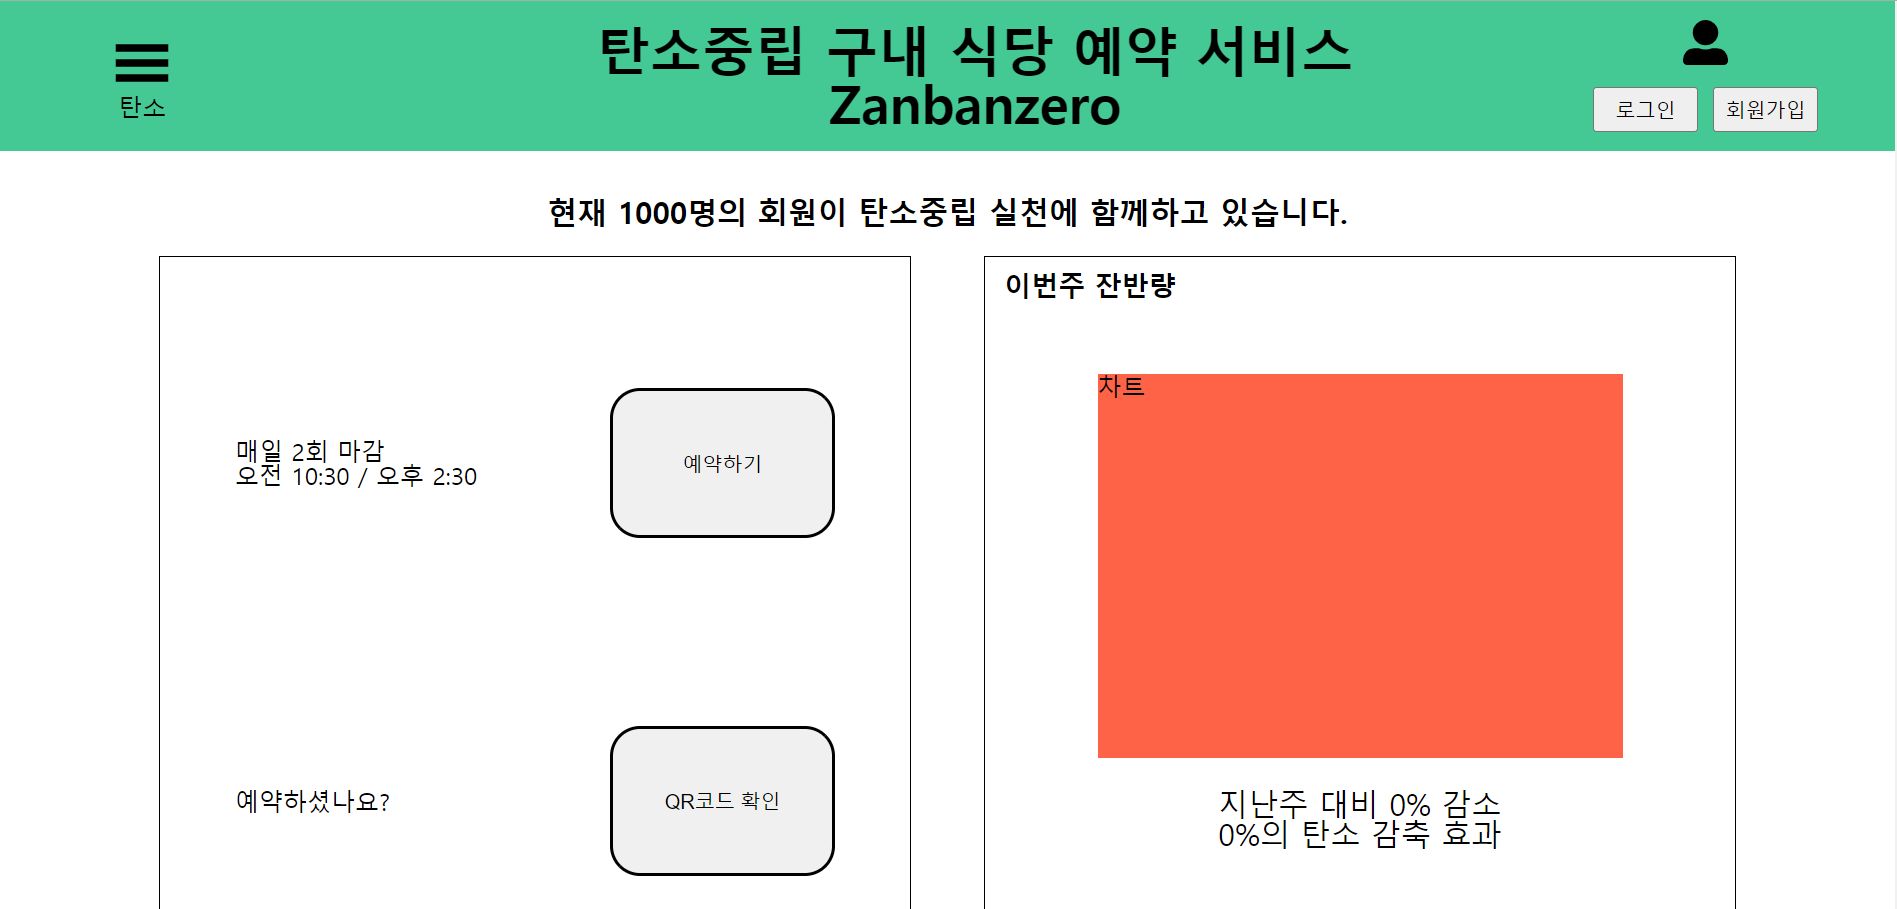 탄소중립 구내 식당 예약 서비스
Zanbanzero
탄소
로그인
회원가입
현재 1000명의 회원이 탄소중립 실천에 함께하고 있습니다.
매일 2회 마감
오전 10:30 / 오후 2:30
예약하기
예약하셨나요?
QR코드 확인
이번주 잔반량
차트
지난주 대비 0% 감소
0%의 탄소 감축 효과